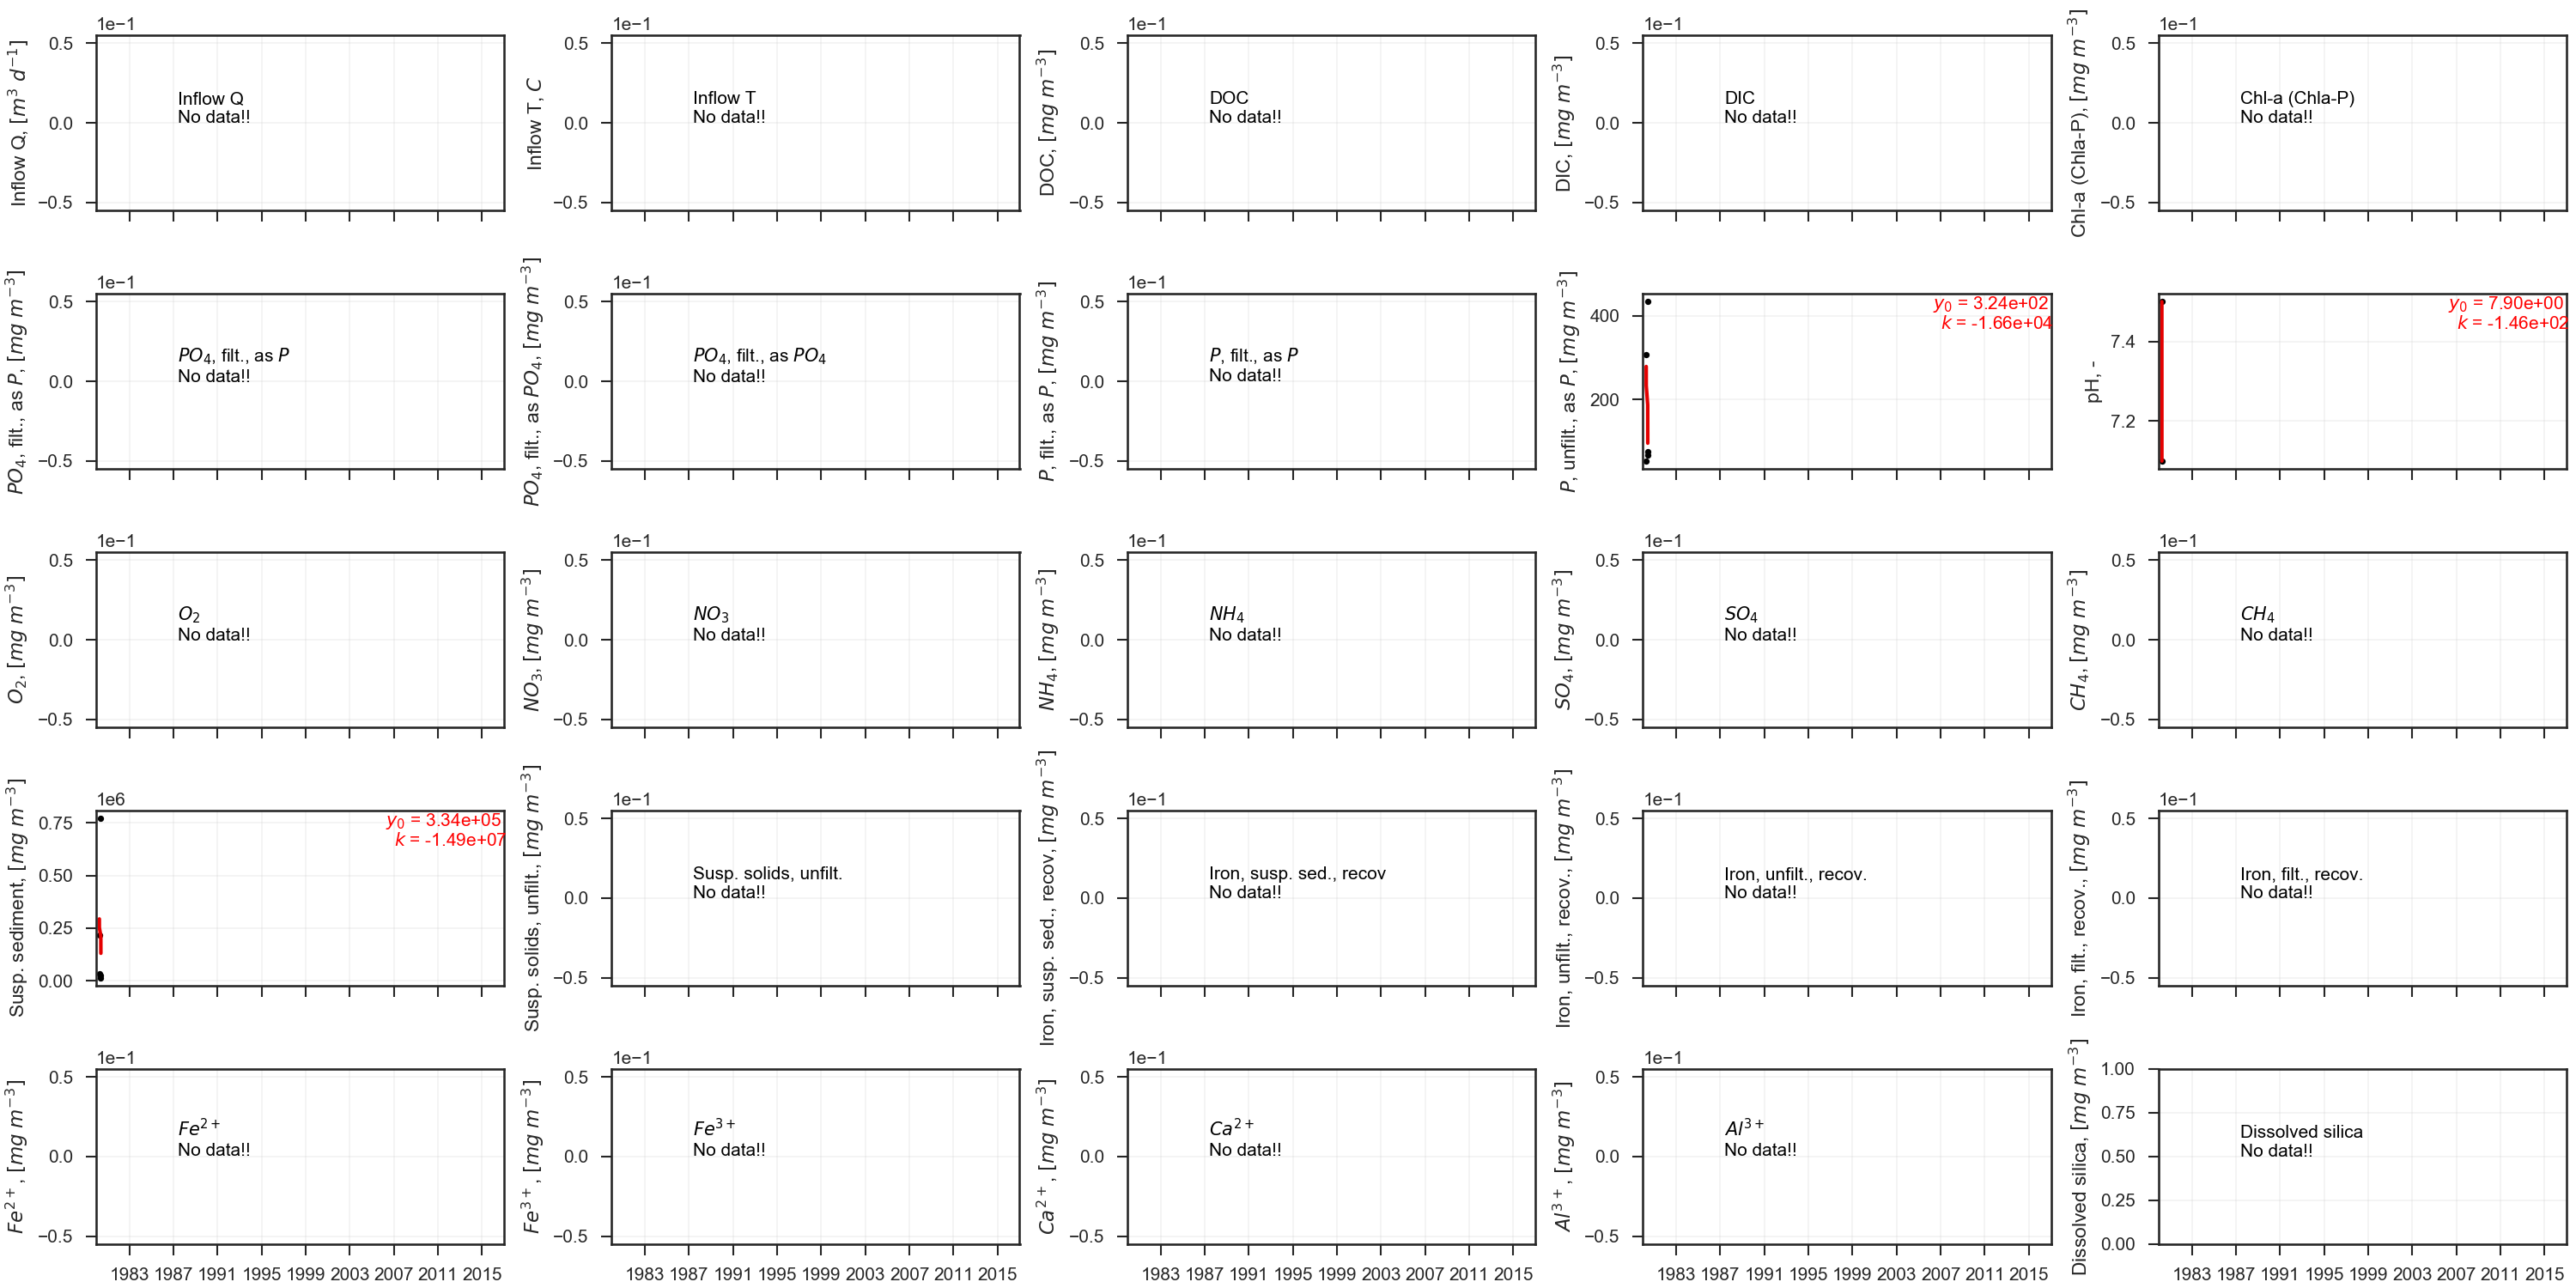 1e−1 1e−1 1e−1 1e−1 1e−1
Inflow Q, [m³ d⁻¹]
0.5
0.0
−0.5
Inflow Q
No data!!
Inflow T, C
0.5
0.0
−0.5
Inflow T
No data!!
DOC, [mg m⁻³]
0.5
0.0
−0.5
DOC
No data!!
DIC, [mg m⁻³]
0.5
0.0
−0.5
DIC
No data!!
Chl-a (Chla-P), [mg m⁻³]
0.5
0.0
−0.5
Chl-a (Chla-P)
No data!!
PO₄, filt., as P, [mg m⁻³]
1e−1
0.5
0.0
−0.5
PO₄, filt., as P
No data!!
PO₄, filt., as PO₄, [mg m⁻³]
1e−1
0.5
0.0
−0.5
PO₄, filt., as PO₄
No data!!
P, filt., as P, [mg m⁻³]
1e−1
0.5
0.0
−0.5
P, filt., as P
No data!!
P, unfilt., as P, [mg m⁻³]
400
200
y₀ = 3.24e+02
k = -1.66e+04
pH, -
7.4
7.2
y₀ = 7.90e+00
k = -1.46e+02
O₂, [mg m⁻³]
1e−1
0.5
0.0
−0.5
O₂
No data!!
NO₃, [mg m⁻³]
1e−1
0.5
0.0
−0.5
NO₃
No data!!
NH₄, [mg m⁻³]
1e−1
0.5
0.0
−0.5
NH₄
No data!!
SO₄, [mg m⁻³]
1e−1
0.5
0.0
−0.5
SO₄
No data!!
CH₄, [mg m⁻³]
1e−1
0.5
0.0
−0.5
CH₄
No data!!
Susp. sediment, [mg m⁻³]
1e6
0.75
0.50
0.25
0.00
y₀ = 3.34e+05
k = -1.49e+07
Susp. solids, unfilt., [mg m⁻³]
1e−1
0.5
0.0
−0.5
Susp. solids, unfilt.
No data!!
Iron, susp. sed., recov, [mg m⁻³]
1e−1
0.5
0.0
−0.5
Iron, susp. sed., recov
No data!!
Iron, unfilt., recov., [mg m⁻³]
1e−1
0.5
0.0
−0.5
Iron, unfilt., recov.
No data!!
Iron, filt., recov., [mg m⁻³]
1e−1
0.5
0.0
−0.5
Iron, filt., recov.
No data!!
Fe²⁺, [mg m⁻³]
1e−1
0.5
0.0
−0.5
Fe²⁺
No data!!
1983 1987 1991 1995 1999 2003 2007 2011 2015
Fe³⁺, [mg m⁻³]
1e−1
0.5
0.0
−0.5
Fe³⁺
No data!!
1983 1987 1991 1995 1999 2003 2007 2011 2015
Ca²⁺, [mg m⁻³]
1e−1
0.5
0.0
−0.5
Ca²⁺
No data!!
1983 1987 1991 1995 1999 2003 2007 2011 2015
Al³⁺, [mg m⁻³]
1e−1
0.5
0.0
−0.5
Al³⁺
No data!!
1983 1987 1991 1995 1999 2003 2007 2011 2015
Dissolved silica, [mg m⁻³]
1.00
0.75
0.50
0.25
0.00
Dissolved silica
No data!!
1983 1987 1991 1995 1999 2003 2007 2011 2015